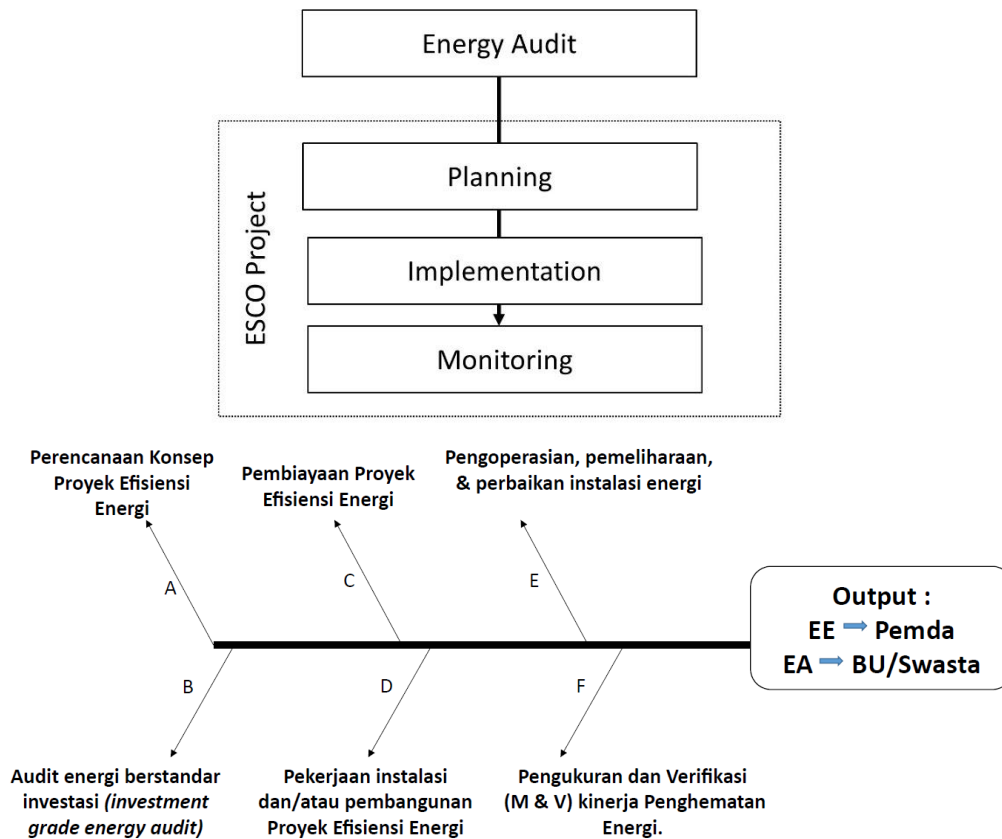 Energy Audit
ESCO Project
Planning
Implementation
Monitoring
Perencanaan Konsep
Proyek Efisiensi
Energi
Pembiayaan Proyek
Efisiensi Energi
Pengoperasian, pemeliharaan,
& perbaikan instalasi energi
A
C
E
Output :
EE Pemda
EA BU/Swasta
B
D
F
Audit energi berstandar
investasi (investment
grade energy audit)
Pekerjaan instalasi
dan/atau pembangunan
Proyek Efisiensi Energi
Pengukuran dan Verifikasi
(M & V) kinerja Penghematan
Energi.